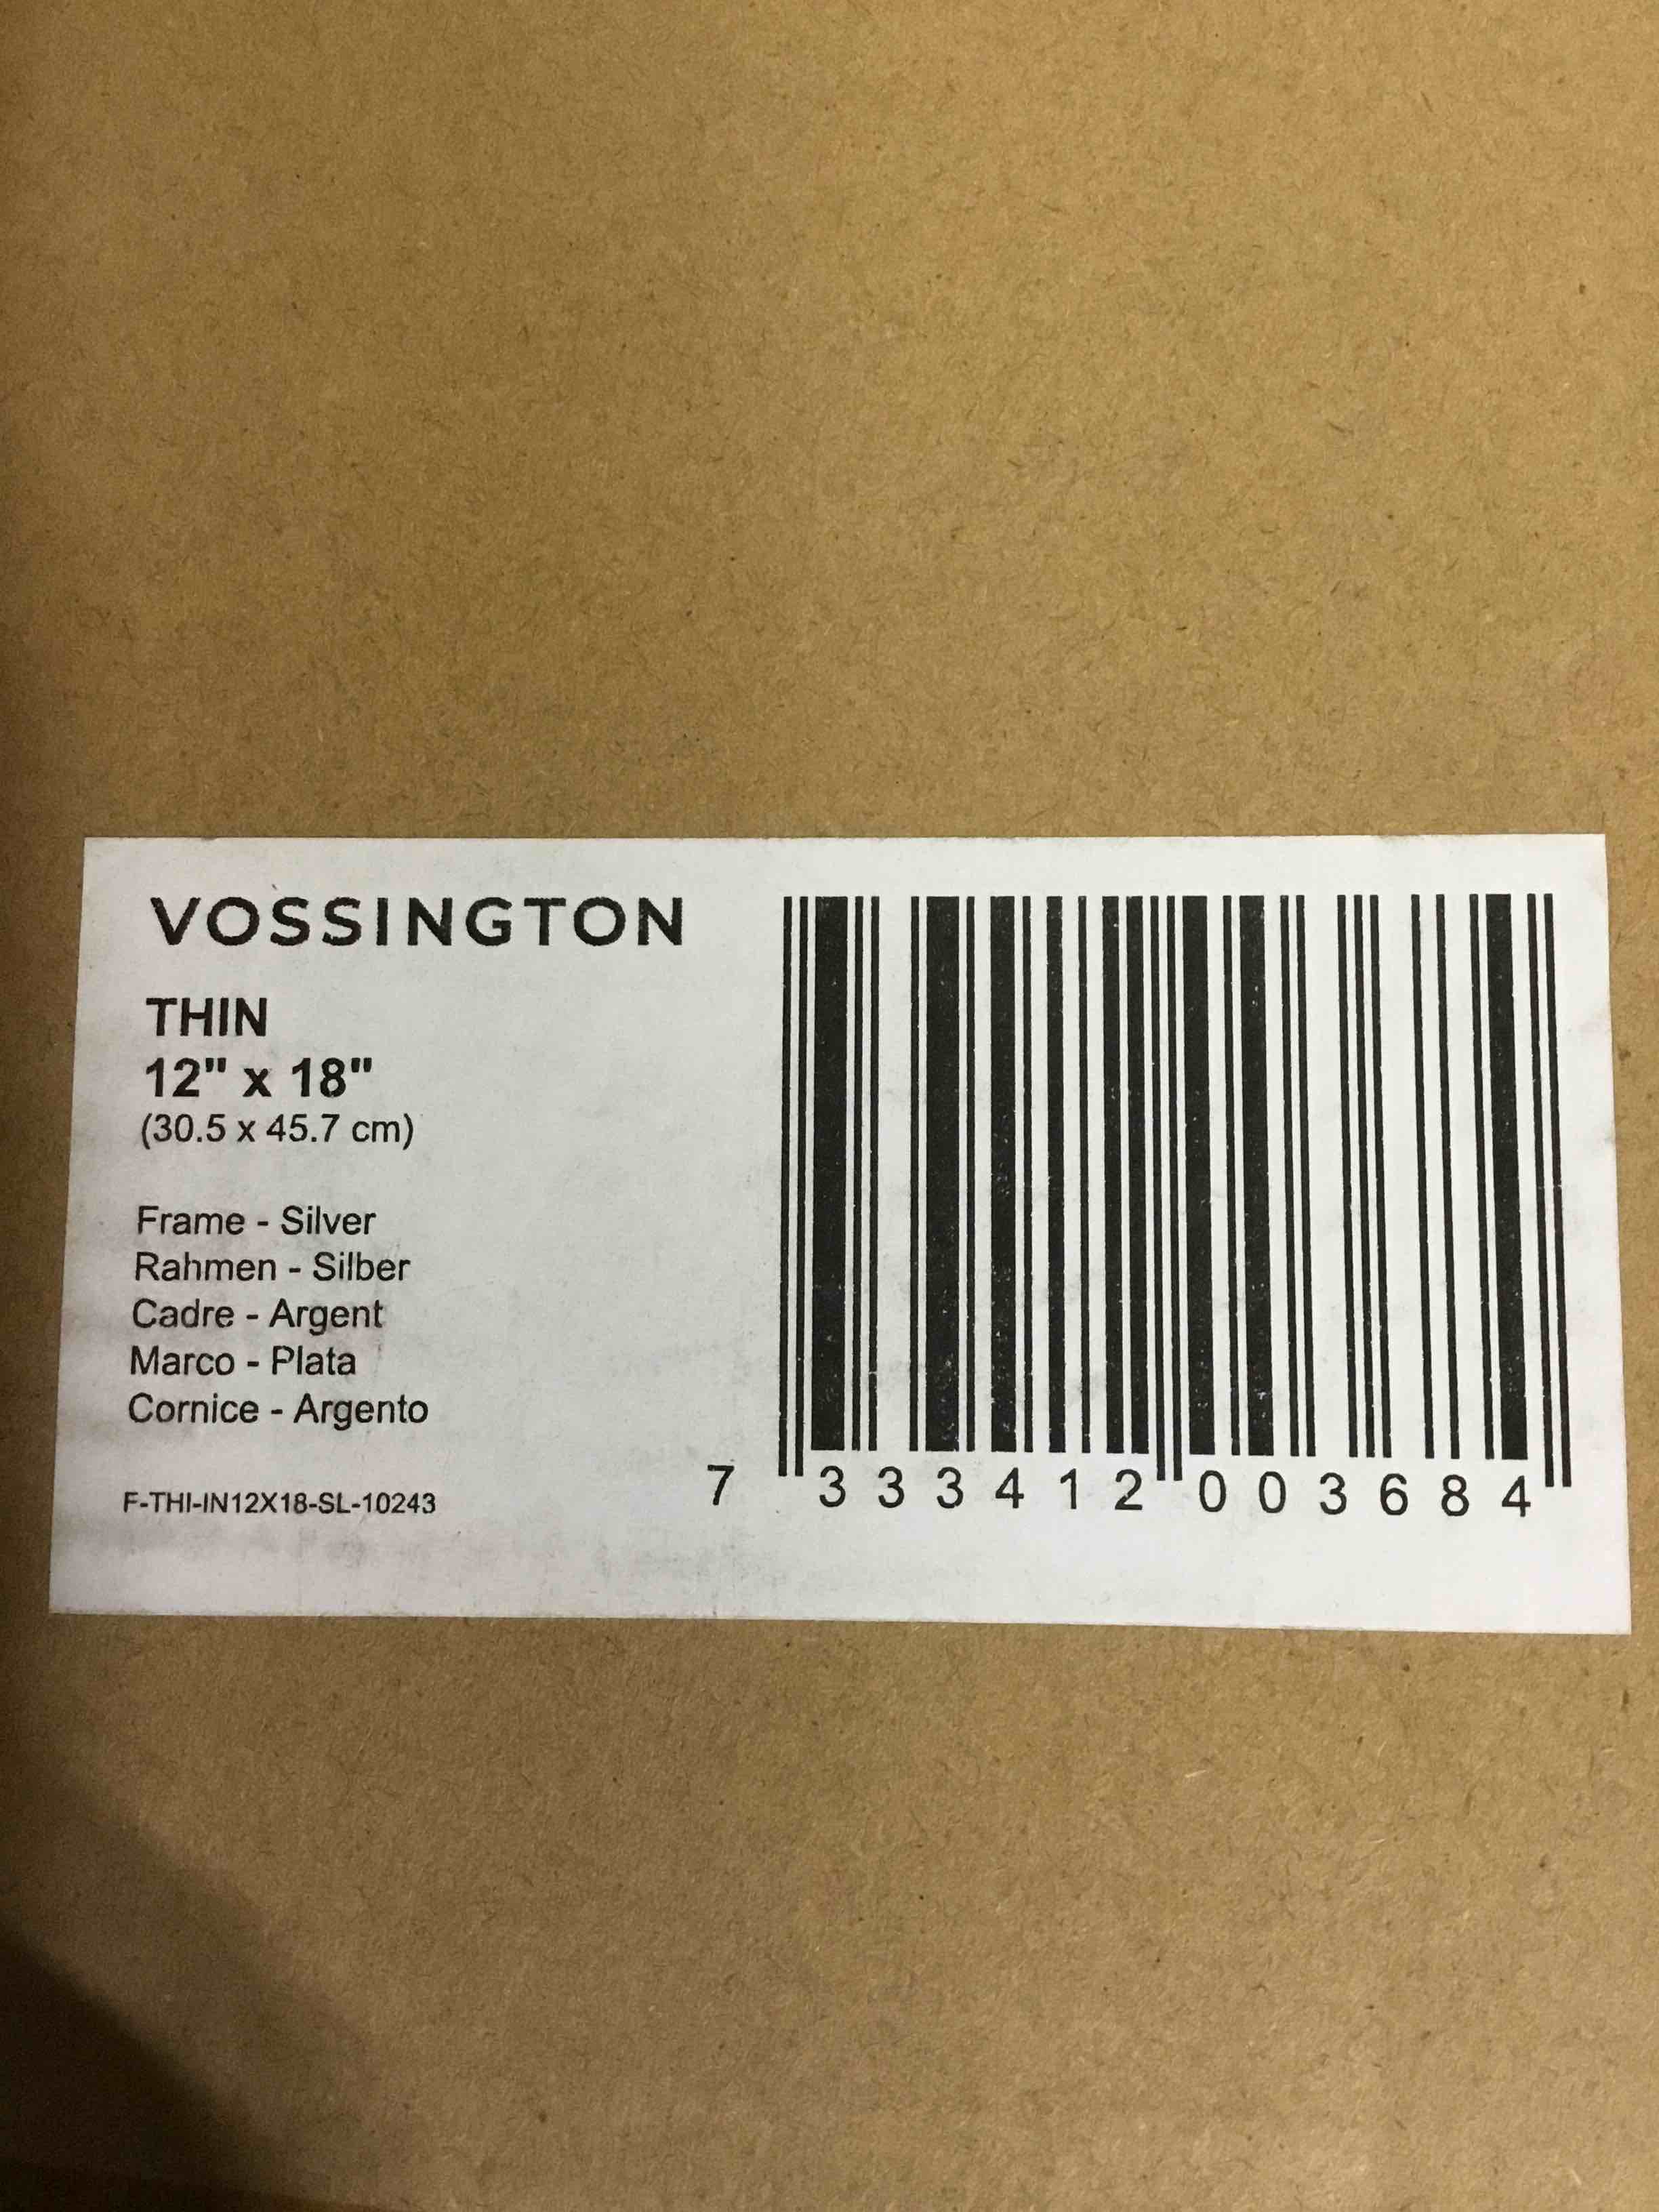 VOSSINGTON
THIN
12" x 18"
(30.5 x 45.7 cm)
Frame - Silver
Rahmen - Silber
Cadre - Argent
Marco - Plata
Cornice - Argento
F-THI-IN12X18-SL-10243
7 333412 003684